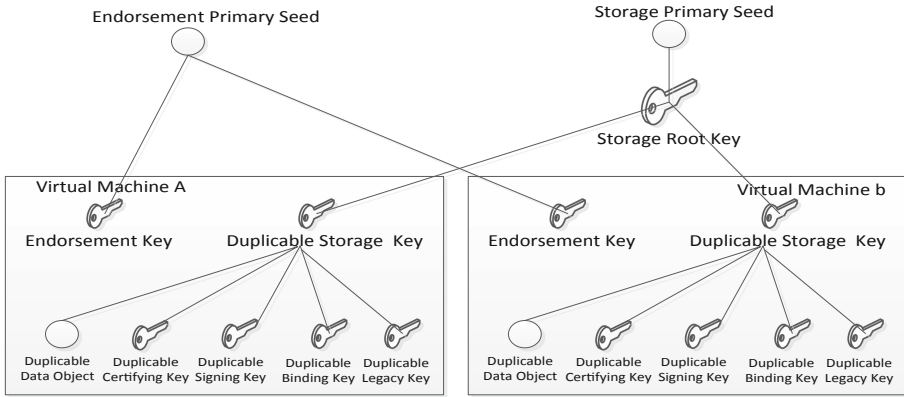 Endorsement Primary Seed
Storage Primary Seed
Storage Root Key
Virtual Machine A
Endorsement Key
Duplicable Storage Key
Duplicable
Data Object
Duplicable
Certifying Key
Duplicable
Signing Key
Duplicable
Binding Key
Duplicable
Legacy Key
Virtual Machine b
Endorsement Key
Duplicable Storage Key
Duplicable
Data Object
Duplicable
Certifying Key
Duplicable
Signing Key
Duplicable
Binding Key
Duplicable
Legacy Key